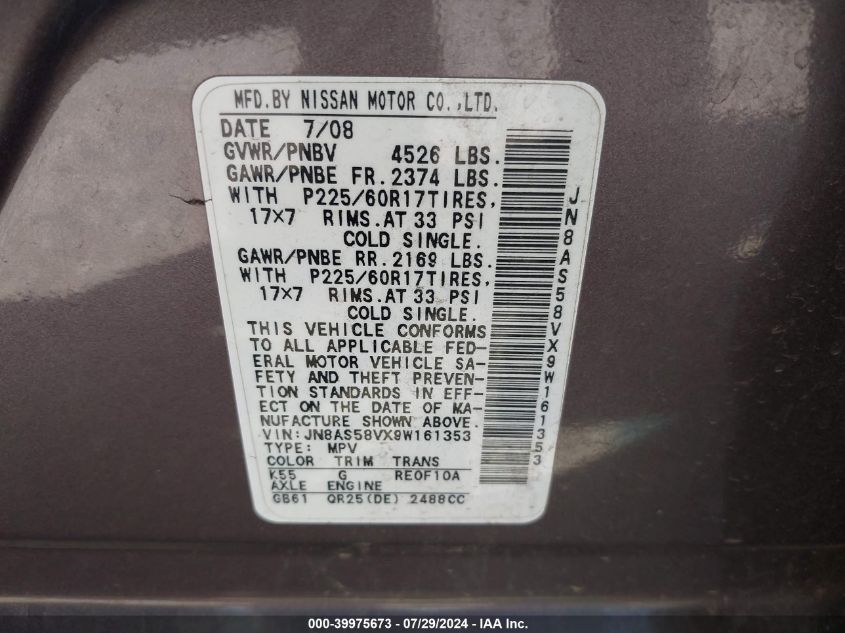 MFD.BY NISSAN MOTOR CO.,LTD.
DATE 7/08
GVWR/PNBV 4526 LBS.
GAWR/PNBE FR.2374 LBS.
WITH P225/60R17TIRES,
17×7 RIMS.AT 33 PSI
COLD SINGLE.
GAWR/PNBE RR.2169 LBS.
WITH P225/60R17TIRES,
17×7 RIMS.AT 33 PSI
COLD SINGLE.
THIS VEHICLE CONFORMS
TO ALL APPLICABLE FED-
ERAL MOTOR VEHICLE SA-
FETY AND THEFT PREVEN-
TION STANDARDS IN EFF-
ECT ON THE DATE OF MA-
NUFACTURE SHOWN ABOVE.
VIN: JN8AS58VX9W161353
TYPE: MPV
COLOR TRIM TRANS
K55 G RE0F10A
AXLE ENGINE
GB61 QR25(DE) 2488CC
JN8AS58VX9W161353
000-39975673 - 07/29/2024 - IAA Inc.